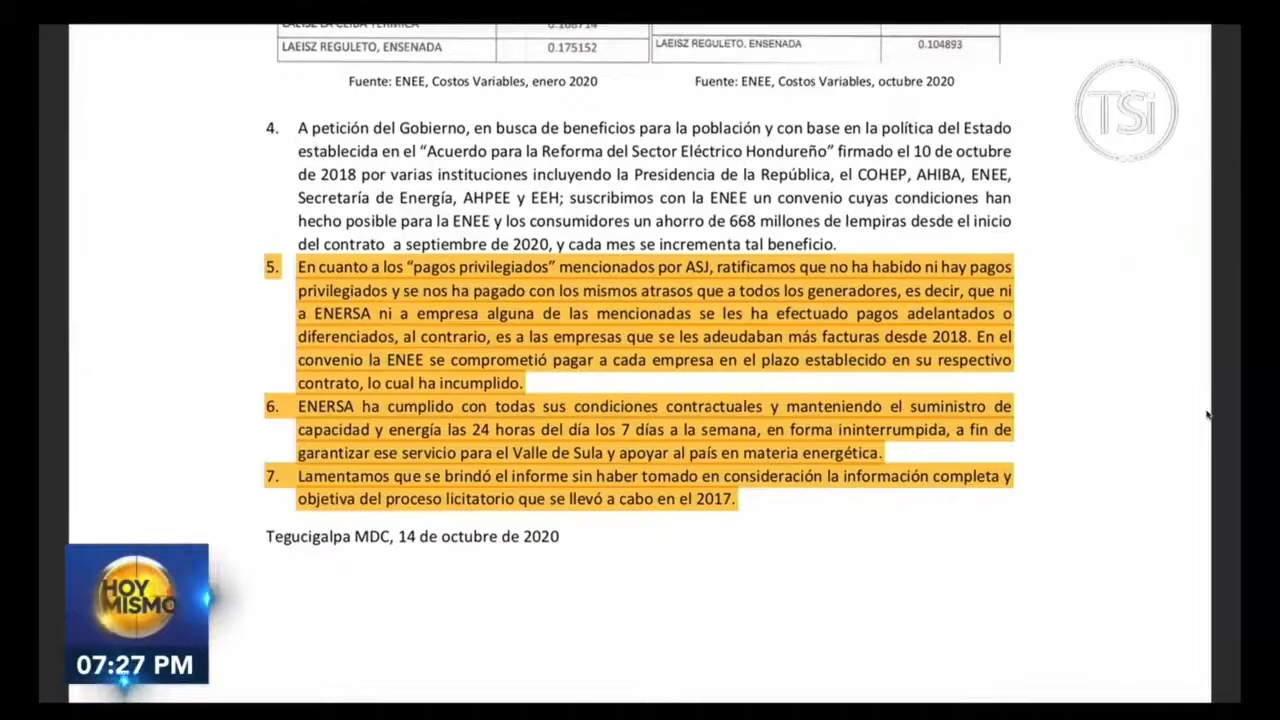 LAEISZ REGULETO, ENSENADA 0.175152 LAEISZ REGULETO, ENSENADA 0.104893
Fuente: ENEE, Costos Variables, enero 2020 Fuente: ENEE, Costos Variables, octubre 2020
TSi
4. A petición del Gobierno, en busca de beneficios para la población y con base en la política del Estado
establecida en el “Acuerdo para la Reforma del Sector Eléctrico Hondureño” firmado el 10 de octubre
de 2018 por varias instituciones incluyendo la Presidencia de la República, el COHEP, AHIBA, ENEE,
Secretaría de Energía, AHPEE y EEH; suscribimos con la ENEE un convenio cuyas condiciones han
hecho posible para la ENEE y los consumidores un ahorro de 668 millones de lempiras desde el inicio
del contrato a septiembre de 2020, y cada mes se incrementa tal beneficio.
5. En cuanto a los “pagos privilegiados” mencionados por ASJ, ratificamos que no ha habido ni hay pagos
privilegiados y se nos ha pagado con los mismos atrasos que a todos los generadores, es decir, que ni
a ENERSA ni a empresa alguna de las mencionadas se les ha efectuado pagos adelantados o
diferenciados, al contrario, es a las empresas que se les adeudaban más facturas desde 2018. En el
convenio la ENEE se comprometió pagar a cada empresa en el plazo establecido en su respectivo
contrato, lo cual ha incumplido.
6. ENERSA ha cumplido con todas sus condiciones contractuales y manteniendo el suministro de
capacidad y energía las 24 horas del día los 7 días a la semana, en forma ininterrumpida, a fin de
garantizar ese servicio para el Valle de Sula y apoyar al país en materia energética.
7. Lamentamos que se brindó el informe sin haber tomado en consideración la información completa y
objetiva del proceso licitatorio que se llevó a cabo en el 2017.
Tegucigalpa MDC, 14 de octubre de 2020
HOY
MISMO
07:27 PM